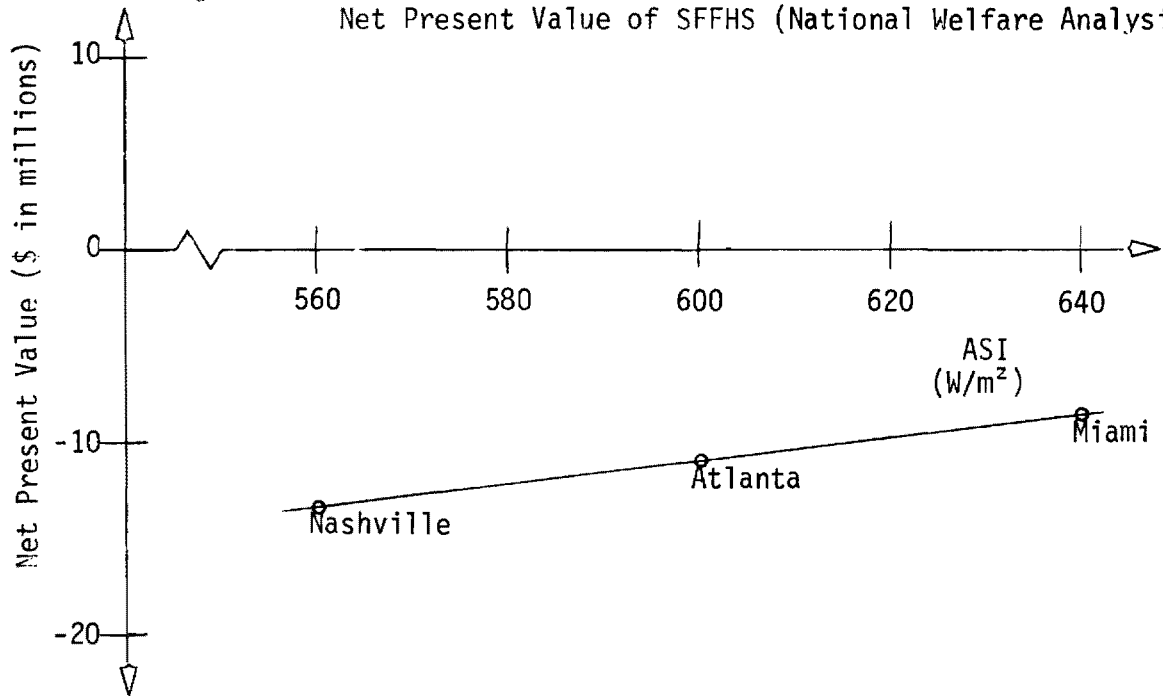 Net Present Value of SFFHS (National Welfare Analysi
Net Present Value ($ in millions)
10
0
560
580
600
620
640
ASI
(W/m²)
-10
Miami
Atlanta
Nashville
-20